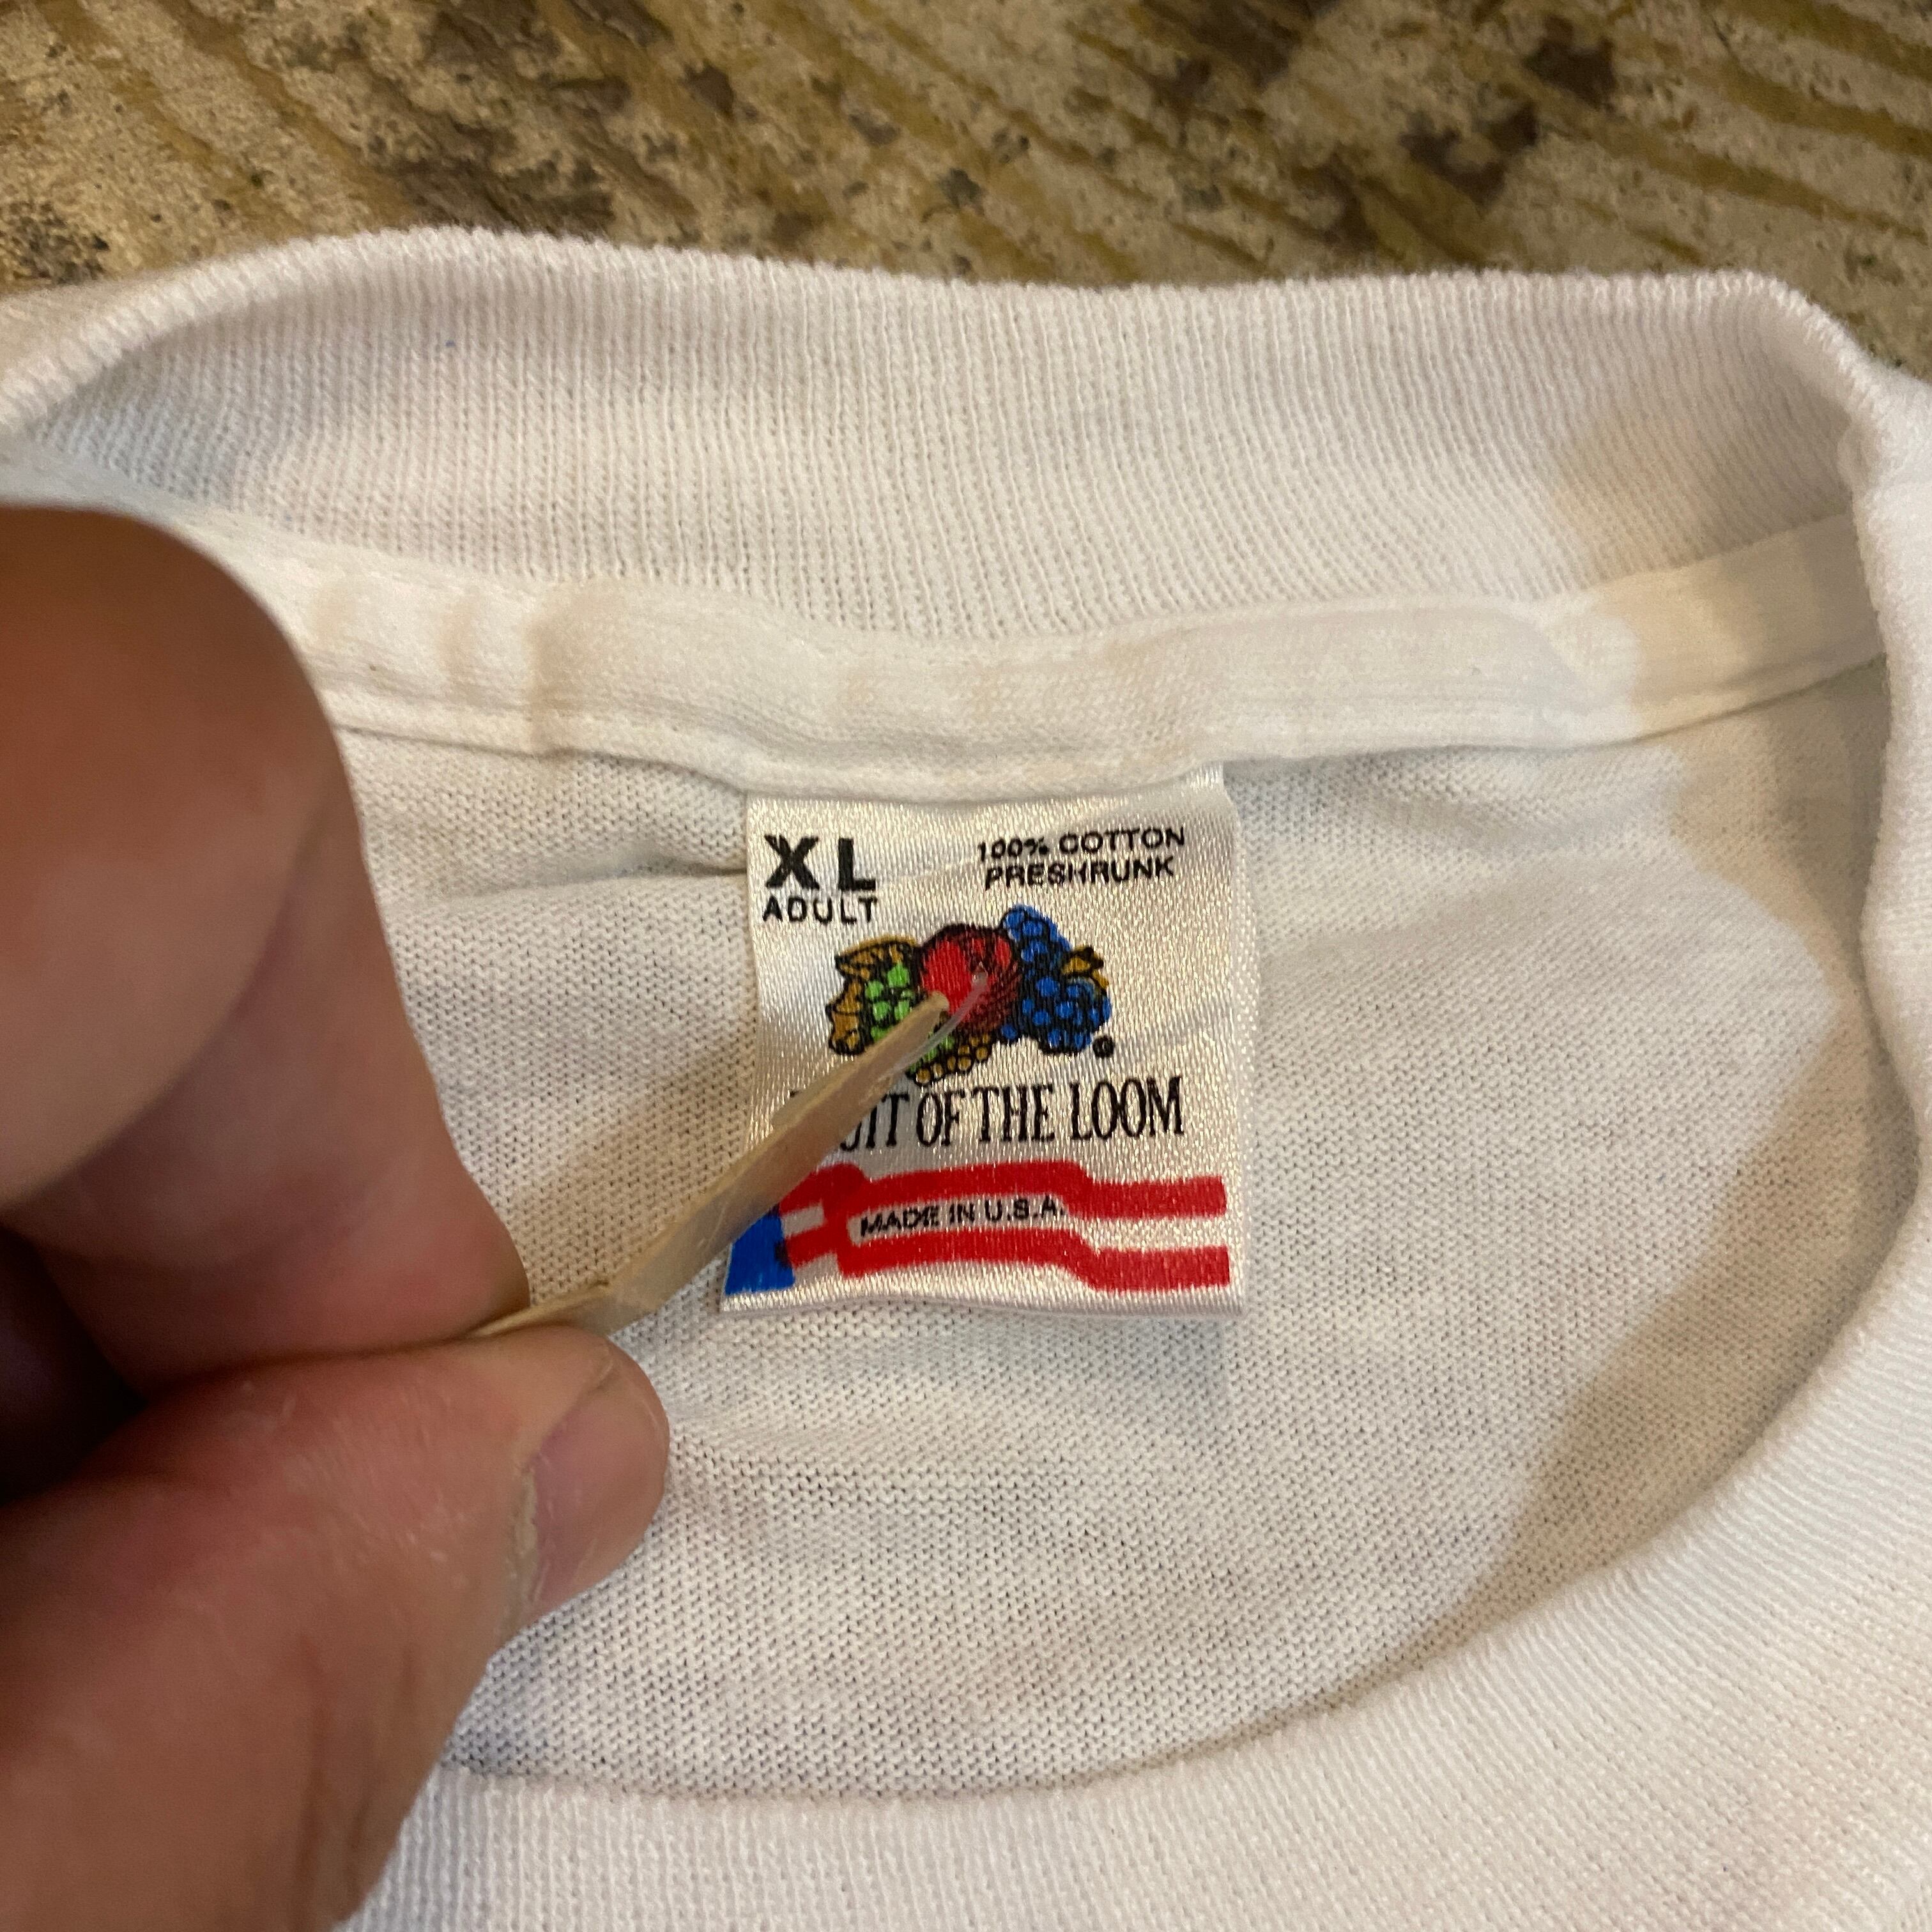 XL
ADULT
100% COTTON
PRESHRUNK
OF THE LOOM
MADE IN U.S.A.